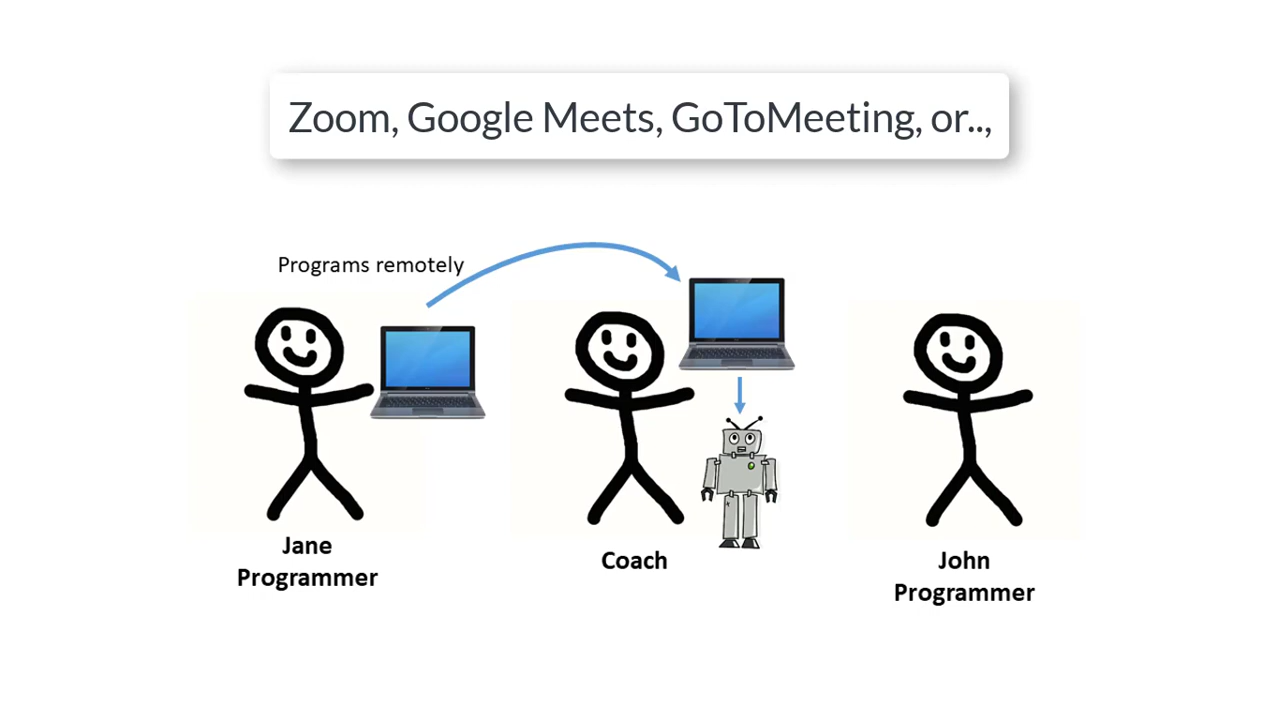 Zoom, Google Meets, GoToMeeting, or..,
Programs remotely
Jane
Programmer
Coach
John
Programmer